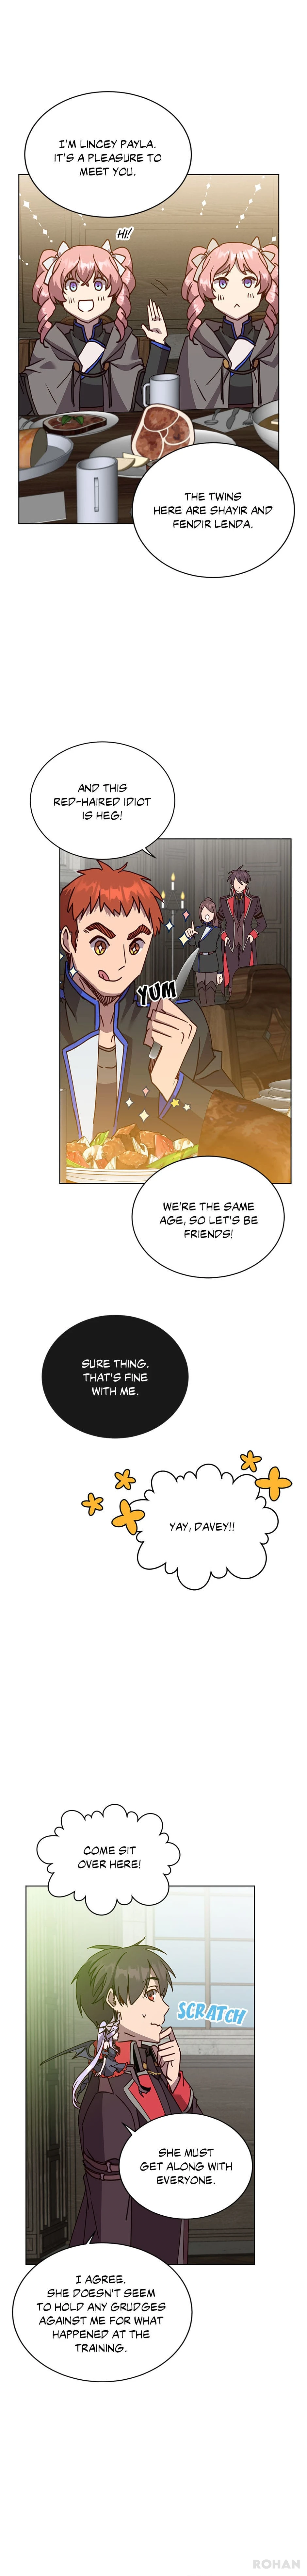 I'M LINCEY PAYLA.
IT'S A PLEASURE TO
MEET YOU.
HI!
THE TWINS
HERE ARE SHAYIR AND
FENDIR LENDA.
AND THIS
RED-HAIRED IDIOT
IS HEG!
YUM
WE'RE THE SAME
AGE, SO LET'S BE
FRIENDS!
SURE THING.
THAT'S FINE
WITH ME.
YAY, DAVEY!!
COME SIT
OVER HERE!
SCRATCH
SHE MUST
GET ALONG WITH
EVERYONE.
I AGREE.
SHE DOESN'T SEEM
TO HOLD ANY GRUDGES
AGAINST ME FOR WHAT
HAPPENED AT THE
TRAINING.
ROHAN